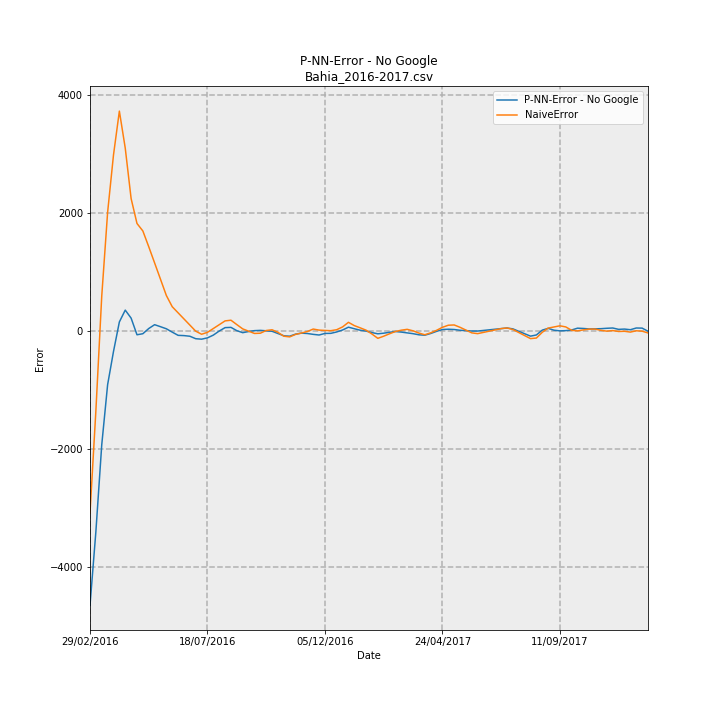 P-NN-Error - No Google
Bahia_2016-2017.csv
P-NN-Error - No Google
NaiveError
4000
2000
0
−2000
−4000
Error
29/02/2016 18/07/2016 05/12/2016 24/04/2017 11/09/2017
Date